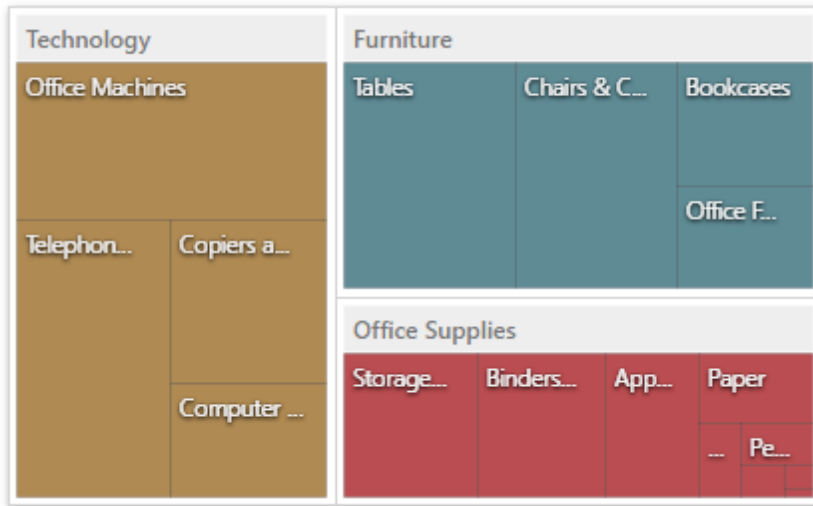 Technology
Office Machines
Telephon...
Copiers a...
Computer ...
Furniture
Tables
Chairs & C...
Bookcases
Office F...
Office Supplies
Storage...
Binders...
App...
Paper
...
Pe...